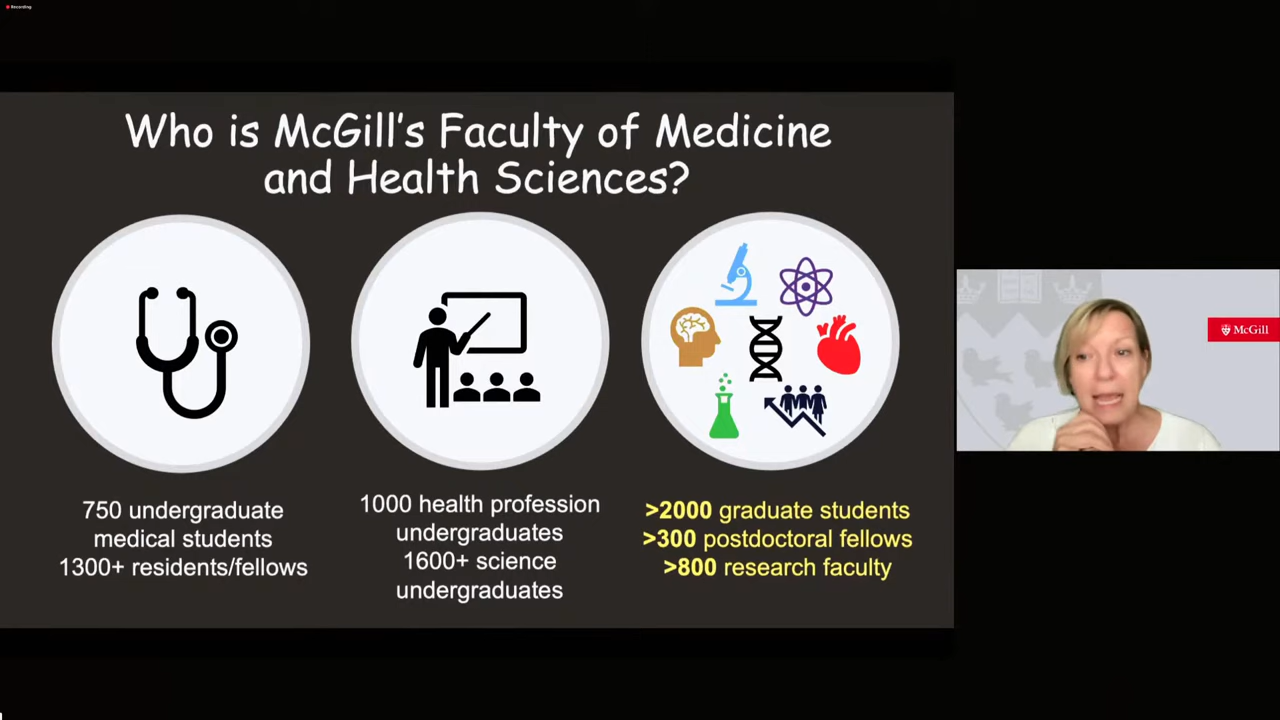 Recording
Who is McGill's Faculty of Medicine
and Health Sciences?
750 undergraduate
medical students
1300+ residents/fellows
1000 health profession
undergraduates
1600+ science
undergraduates
>2000 graduate students
>300 postdoctoral fellows
>800 research faculty
McGill